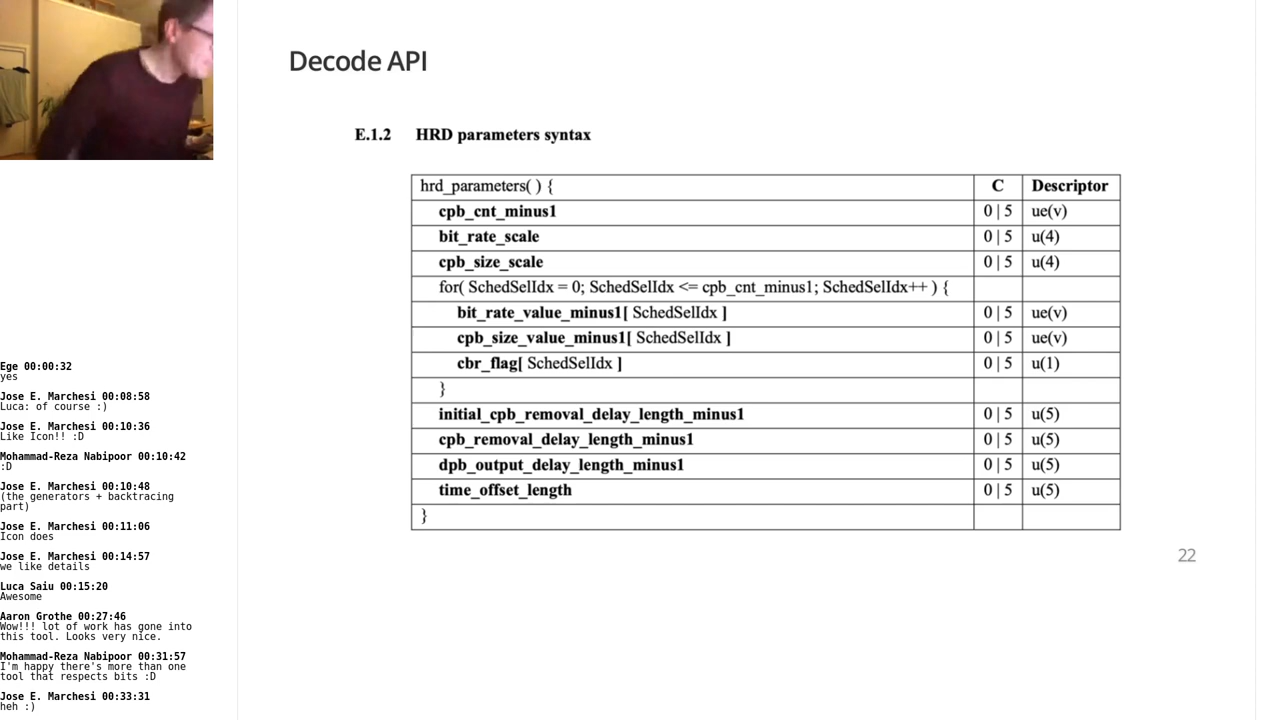 Decode API
E.1.2 HRD parameters syntax
hrd_parameters( ) { C Descriptor
cpb_cnt_minus1 0 | 5 ue(v)
bit_rate_scale 0 | 5 u(4)
cpb_size_scale 0 | 5 u(4)
for( SchedSelIdx = 0; SchedSelIdx <= cpb_cnt_minus1; SchedSelIdx++ ) {
bit_rate_value_minus1[ SchedSelIdx ] 0 | 5 ue(v)
cpb_size_value_minus1[ SchedSelIdx ] 0 | 5 ue(v)
cbr_flag[ SchedSelIdx ] 0 | 5 u(1)
}
initial_cpb_removal_delay_length_minus1 0 | 5 u(5)
cpb_removal_delay_length_minus1 0 | 5 u(5)
dpb_output_delay_length_minus1 0 | 5 u(5)
time_offset_length 0 | 5 u(5)
}
22
Ege 00:00:32
yes
Jose E. Marchesi 00:08:58
Luca: of course :)
Jose E. Marchesi 00:10:36
Like Icon!! :D
Mohammad-Reza Nabipoor 00:10:42
:D
Jose E. Marchesi 00:10:48
(the generators + backtracing
part)
Jose E. Marchesi 00:11:06
Icon does
Jose E. Marchesi 00:14:57
we like details
Luca Saiu 00:15:20
Awesome
Aaron Grothe 00:27:46
Wow!!! lot of work has gone into
this tool. Looks very nice.
Mohammad-Reza Nabipoor 00:31:57
I'm happy there's more than one
tool that respects bits :D
Jose E. Marchesi 00:33:31
heh :)